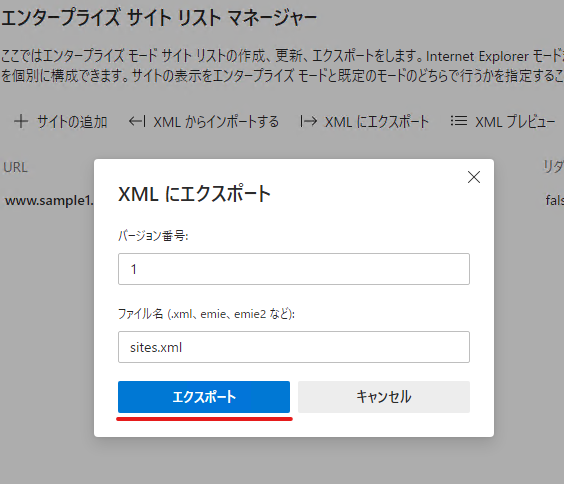 エンタープライズ サイト リスト マネージャー
ここではエンタープライズ モード サイト リストの作成、更新、エクスポートをします。Internet Explorer モード
を個別に構成できます。サイトの表示をエンタープライズ モードと既定のモードのどちらで行うかを指定するこ
サイトの追加 XML からインポートする XML にエクスポート XML プレビュー
URL リダ
www.sample1. fals
XML にエクスポート
バージョン番号:
1
ファイル名 (.xml、emie、emie2 など):
sites.xml
エクスポート キャンセル